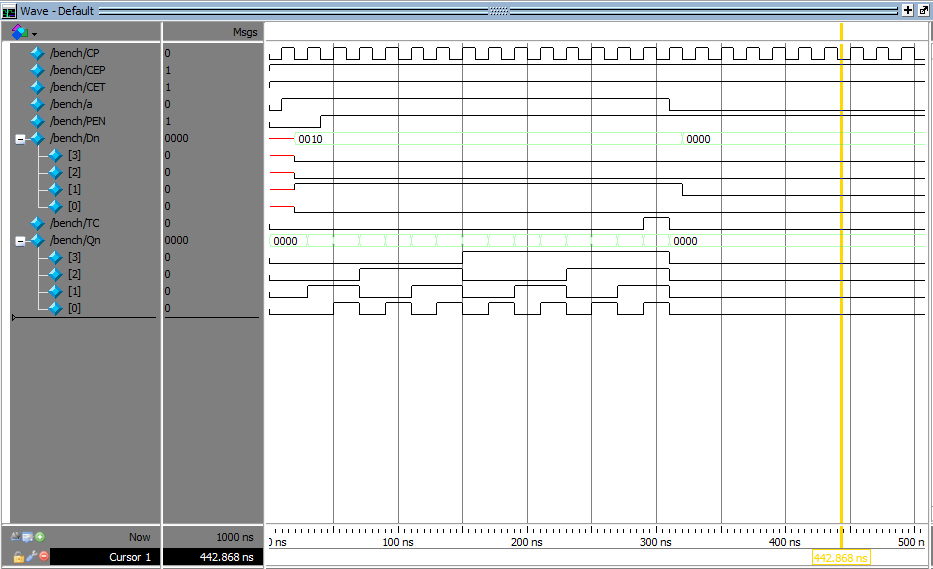 Wave - Default
Msgs
/bench/CP 0
/bench/CEP 1
/bench/CET 1
/bench/a 0
/bench/PEN 1
/bench/Dn 0000 0010 0000
[3] 0
[2] 0
[1] 0
[0] 0
/bench/TC 0
/bench/Qn 0000 0000 0000
[3] 0
[2] 0
[1] 0
[0] 0
Now 1000 ns 0 ns 100 ns 200 ns 300 ns 400 ns 500 n
Cursor 1 442.868 ns 442.868 ns